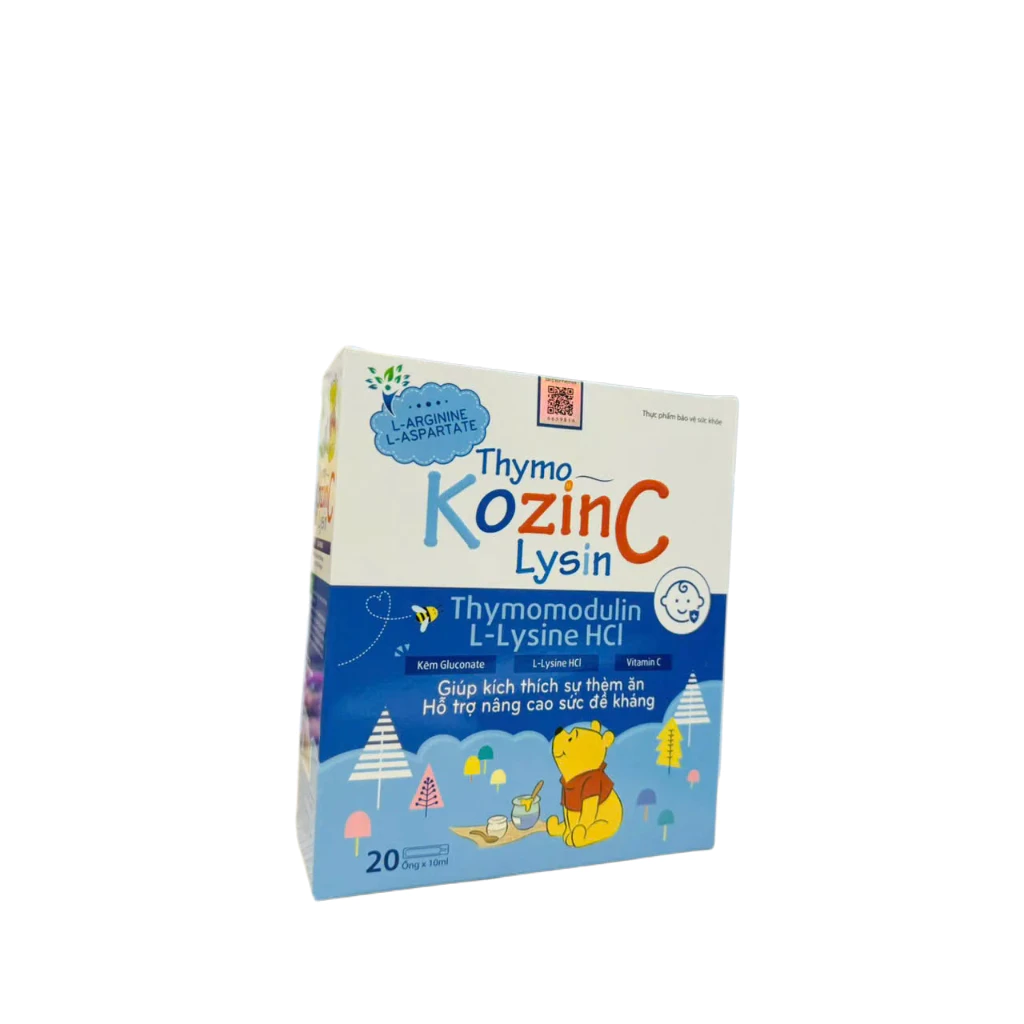 L-ARGININE
L-ASPARTATE
Thực phẩm bảo vệ sức khỏe
Thymo
KozinC
Lysin
Thymomodulin
L-Lysine HCl
Kẽm Gluconate
L-Lysine HCl
Vitamin C
Giúp kích thích sự thèm ăn
Hỗ trợ nâng cao sức đề kháng
20
Ống x 10ml